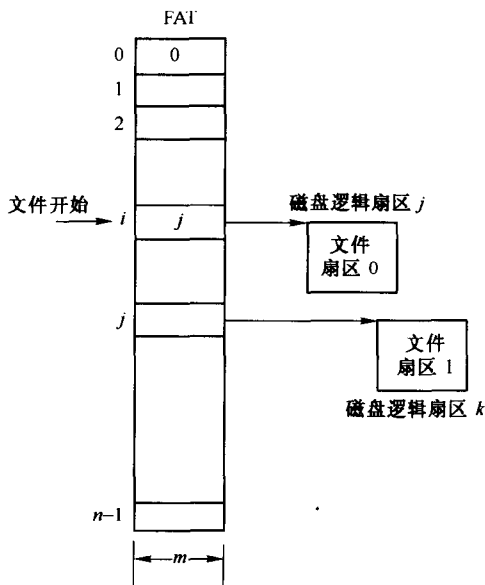 FAT
0 0
1
2
文件开始 i j
磁盘逻辑扇区 j
文件
扇区 0
j
文件
扇区 1
磁盘逻辑扇区 k
n-1
m